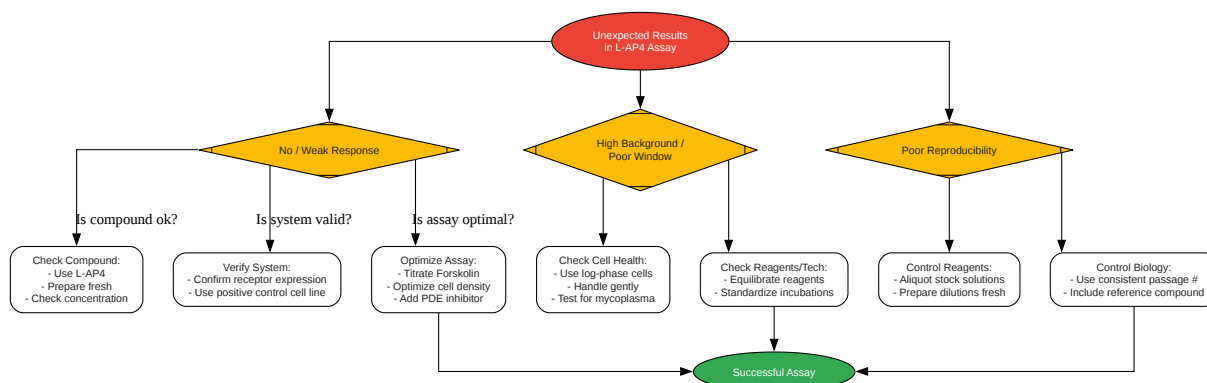 Unexpected Results
in L-AP4 Assay
No / Weak Response
High Background /
Poor Window
Poor Reproducibility
Is compound ok?
Is system valid?
Is assay optimal?
Check Compound:
- Use L-AP4
- Prepare fresh
- Check concentration
Verify System:
- Confirm receptor expression
- Use positive control cell line
Optimize Assay:
- Titrate Forskolin
- Optimize cell density
- Add PDE inhibitor
Check Cell Health:
- Use log-phase cells
- Handle gently
- Test for mycoplasma
Check Reagents/Tech:
- Equilibrate reagents
- Standardize incubations
Control Reagents:
- Aliquot stock solutions
- Prepare dilutions fresh
Control Biology:
- Use consistent passage #
- Include reference compound
Successful Assay